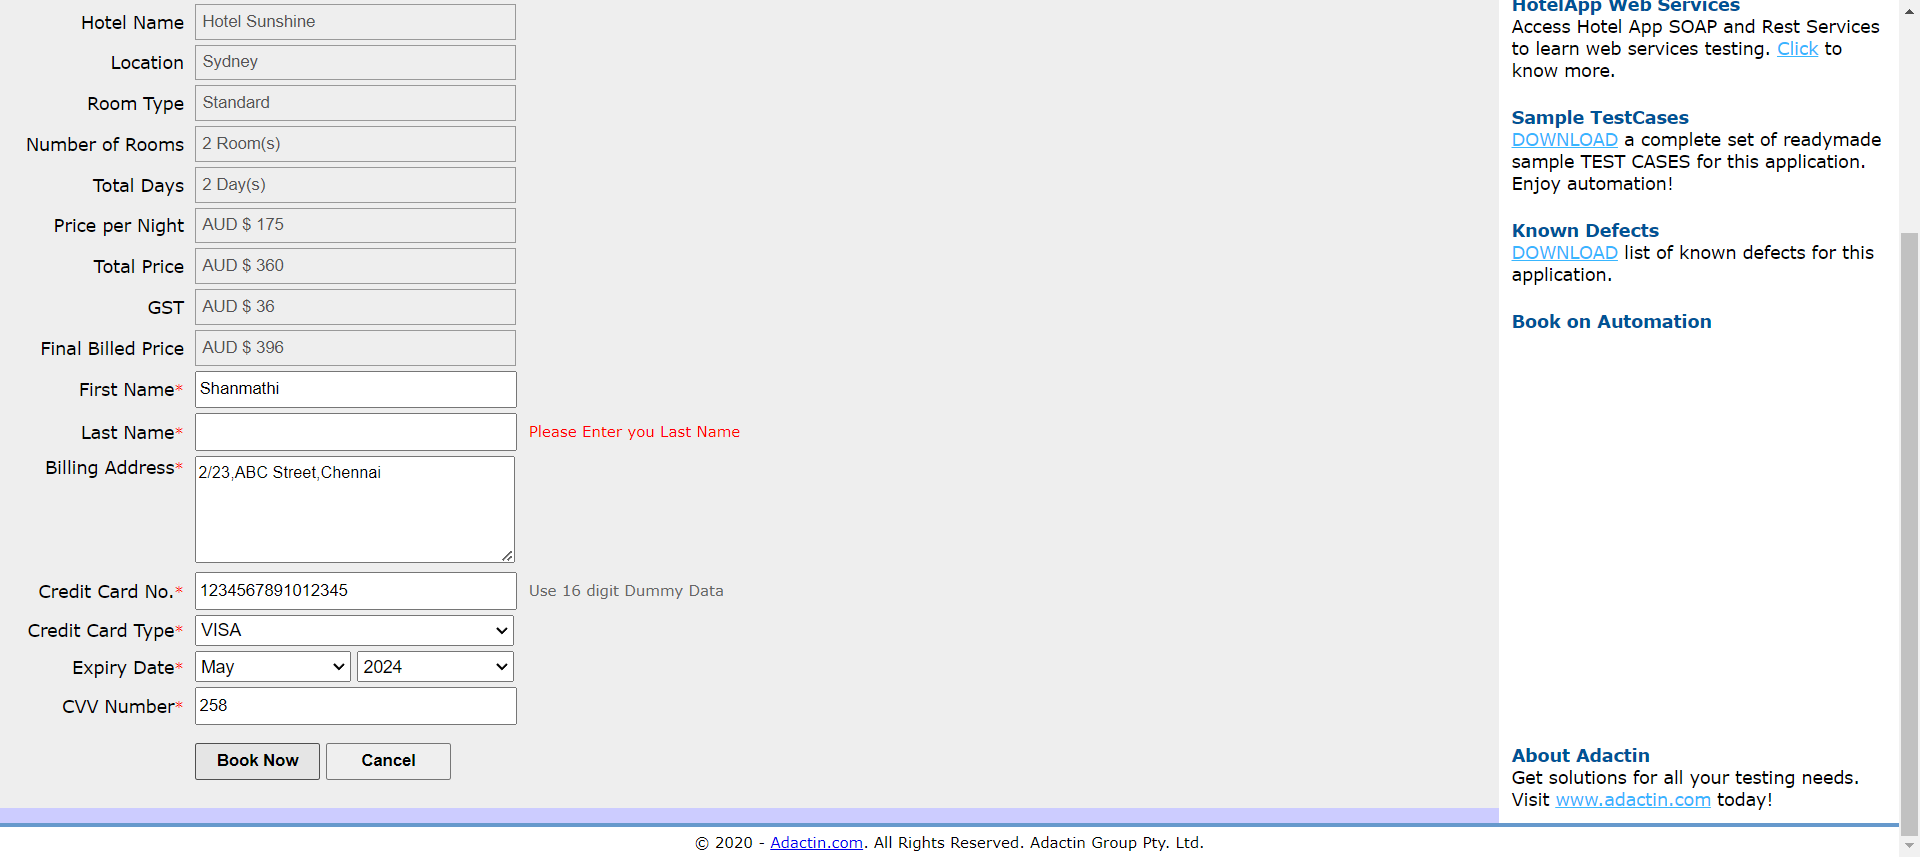 Hotel Name Hotel Sunshine
Location Sydney
Room Type Standard
Number of Rooms 2 Room(s)
Total Days 2 Day(s)
Price per Night AUD $ 175
Total Price AUD $ 360
GST AUD $ 36
Final Billed Price AUD $ 396
First Name* Shanmathi
Last Name* Please Enter you Last Name
Billing Address* 2/23,ABC Street,Chennai
Credit Card No.* 1234567891012345 Use 16 digit Dummy Data
Credit Card Type* VISA
Expiry Date* May 2024
CVV Number* 258
Book Now Cancel
HotelApp Web Services
Access Hotel App SOAP and Rest Services
to learn web services testing. Click to
know more.
Sample TestCases
DOWNLOAD a complete set of readymade
sample TEST CASES for this application.
Enjoy automation!
Known Defects
DOWNLOAD list of known defects for this
application.
Book on Automation
About Adactin
Get solutions for all your testing needs.
Visit www.adactin.com today!
© 2020 - Adactin.com. All Rights Reserved. Adactin Group Pty. Ltd.